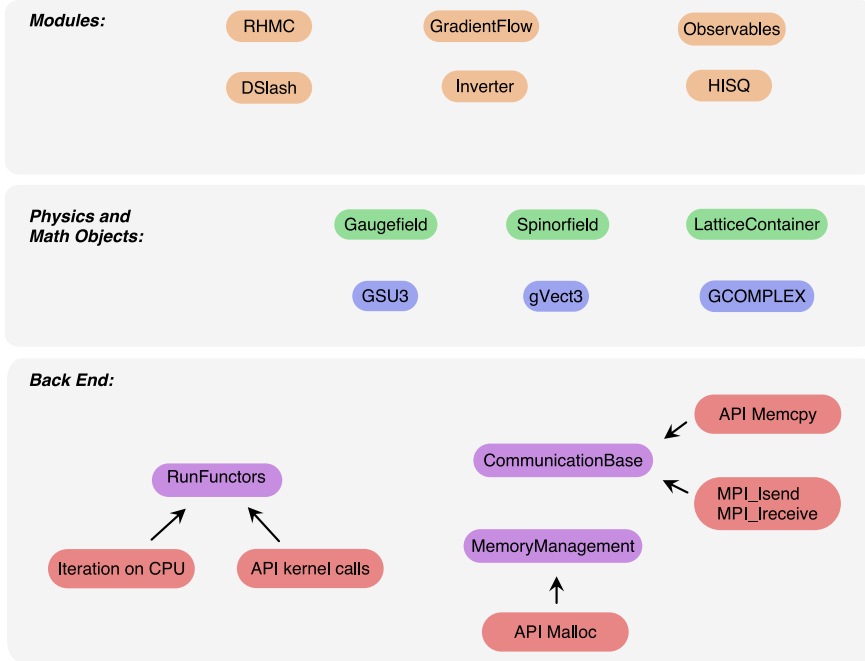 Modules:
RHMC
GradientFlow
Observables
DSlash
Inverter
HISQ
Physics and
Math Objects:
Gaugefield
Spinorfield
LatticeContainer
GSU3
gVect3
GCOMPLEX
Back End:
API Memcpy
CommunicationBase
RunFunctors
MPI_Isend
MPI_Ireceive
MemoryManagement
Iteration on CPU
API kernel calls
API Malloc